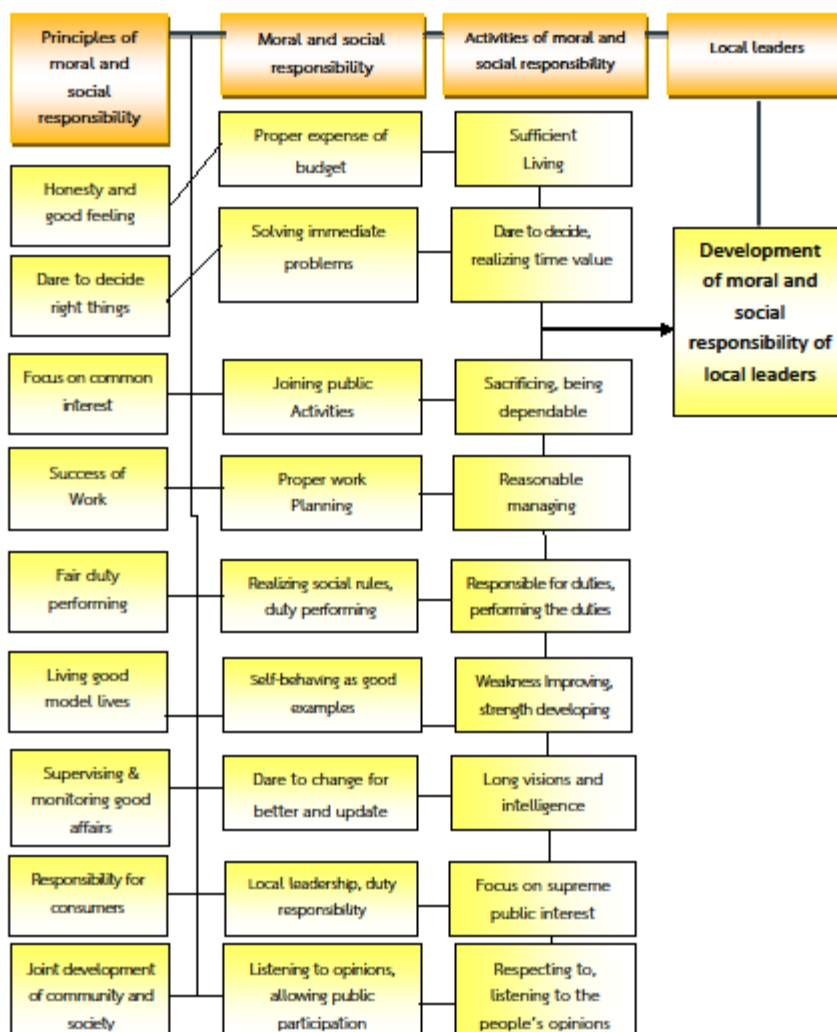 Principles of
moral and
social
responsibility
Moral and social
responsibility
Activities of moral and
social responsibility
Local leaders
Honesty and
good feeling
Proper expense of
budget
Sufficient
Living
Dare to decide
right things
Solving immediate
problems
Dare to decide,
realizing time value
Development
of moral and
social
responsibility of
local leaders
Focus on common
interest
Joining public
Activities
Sacrificing, being
dependable
Success of
Work
Proper work
Planning
Reasonable
managing
Fair duty
performing
Realizing social rules,
duty performing
Responsible for duties,
performing the duties
Living good
model lives
Self-behaving as good
examples
Weakness Improving,
strength developing
Supervising &
monitoring good
affairs
Dare to change for
better and update
Long visions and
intelligence
Responsibility for
consumers
Local leadership, duty
responsibility
Focus on supreme
public interest
Joint development
of community and
society
Listening to opinions,
allowing public
participation
Respecting to,
listening to the
people's opinions